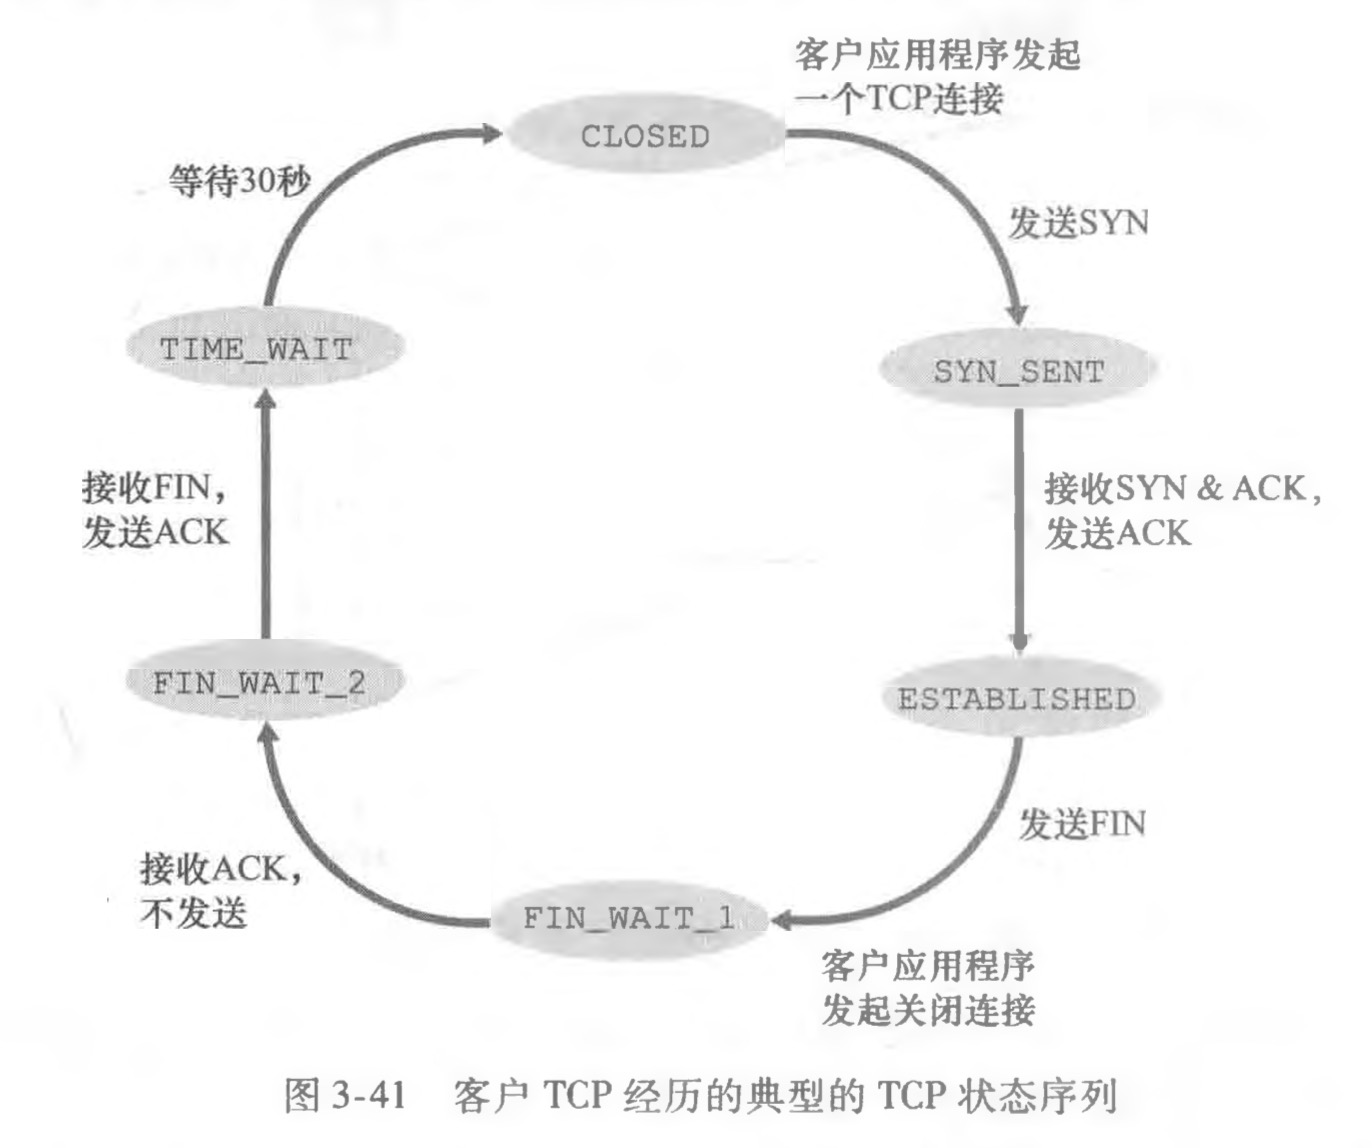 客户应用程序发起
一个TCP连接
CLOSED
等待30秒
发送SYN
TIME_WAIT
SYN_SENT
接收FIN，
发送ACK
接收SYN & ACK，
发送ACK
FIN_WAIT_2
ESTABLISHED
发送FIN
接收ACK，
不发送
FIN_WAIT_1
客户应用程序
发起关闭连接
图 3-41 客户 TCP 经历的典型的 TCP 状态序列